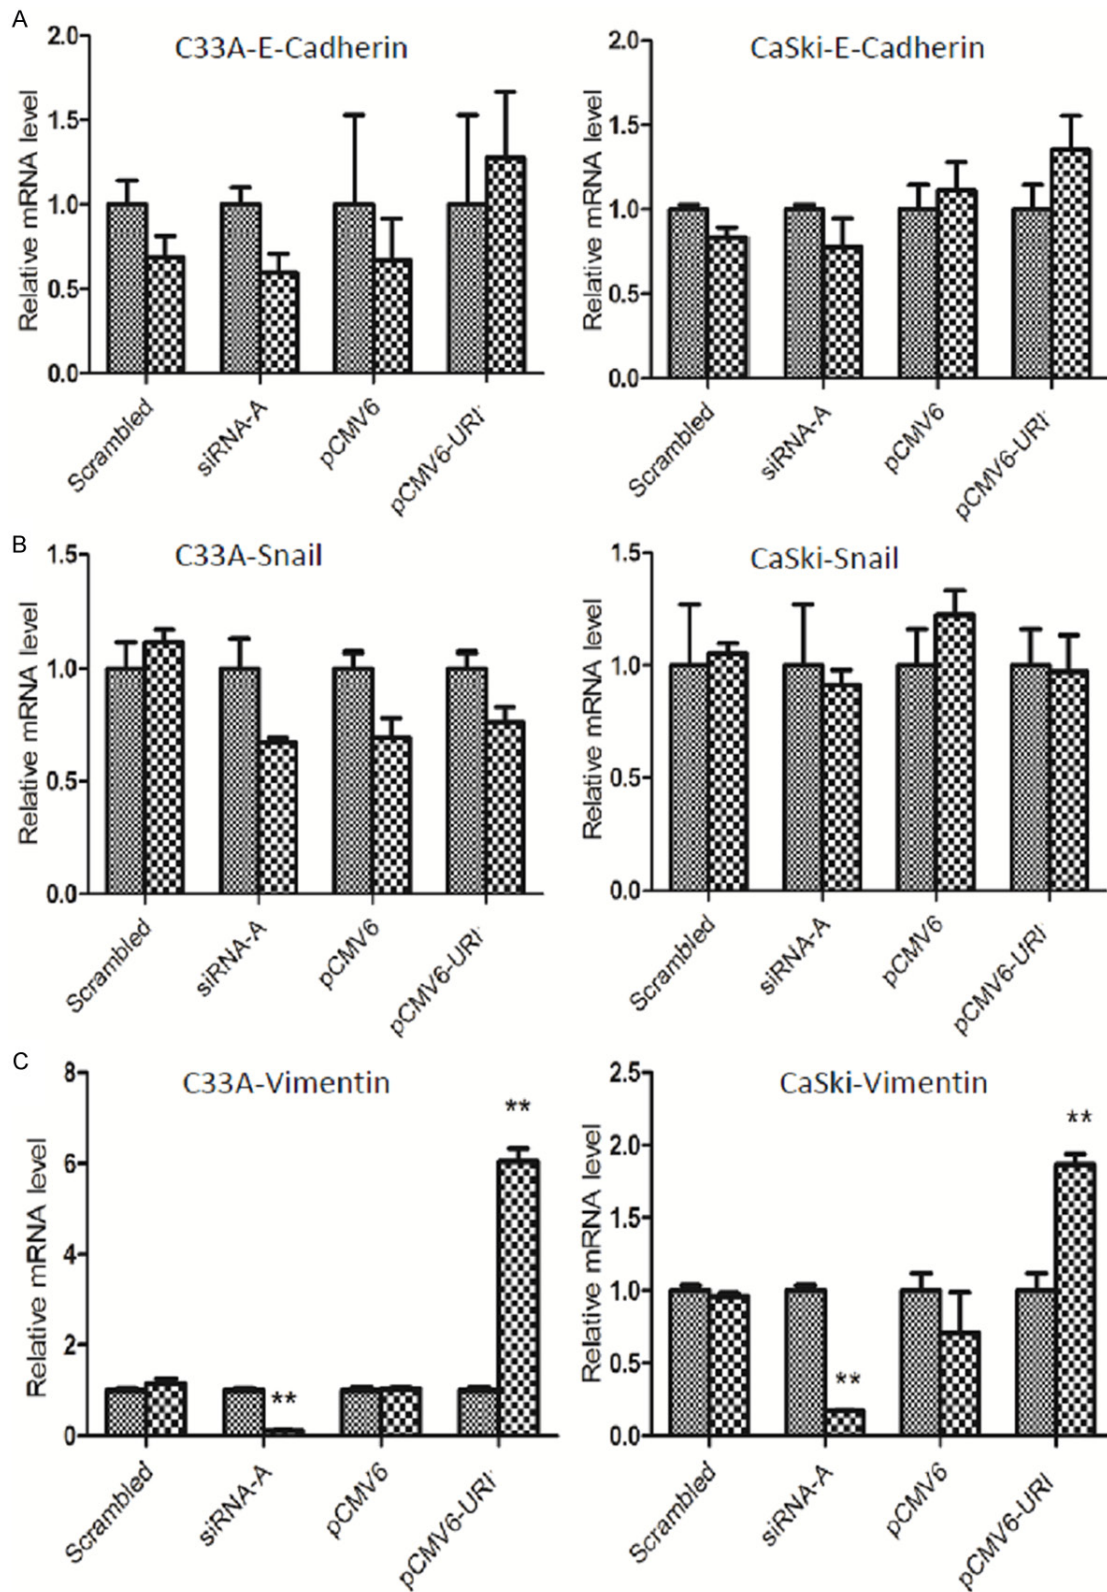 A
C33A-E-Cadherin
Relative mRNA level
2.0
1.5
1.0
0.5
0.0
Scrambled
siRNA-A
pCMV6
pCMV6-URI
CaSki-E-Cadherin
Relative mRNA level
2.0
1.5
1.0
0.5
0.0
Scrambled
siRNA-A
pCMV6
pCMV6-URI
B
C33A-Snail
Relative mRNA level
1.5
1.0
0.5
0.0
Scrambled
siRNA-A
pCMV6
pCMV6-URI
CaSki-Snail
Relative mRNA level
1.5
1.0
0.5
0.0
Scrambled
siRNA-A
pCMV6
pCMV6-URI
C
C33A-Vimentin
Relative mRNA level
8
6
4
2
0
**
**
Scrambled
siRNA-A
pCMV6
pCMV6-URI
CaSki-Vimentin
Relative mRNA level
2.5
2.0
1.5
1.0
0.5
0.0
**
**
Scrambled
siRNA-A
pCMV6
pCMV6-URI